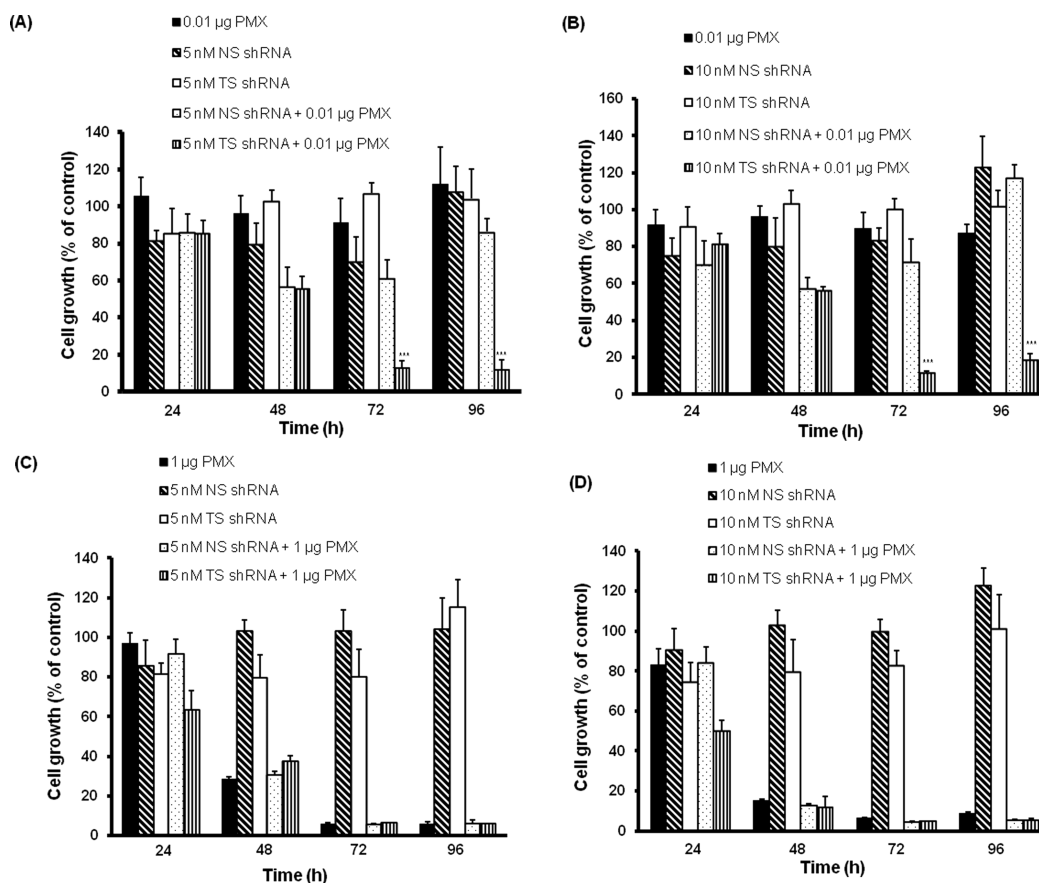 (A)
0.01 µg PMX
5 nM NS shRNA
5 nM TS shRNA
5 nM NS shRNA + 0.01 µg PMX
5 nM TS shRNA + 0.01 µg PMX
Cell growth (% of control)
140
120
100
80
60
40
20
0
***
***
24
48
72
96
Time (h)
(B)
0.01 µg PMX
10 nM NS shRNA
10 nM TS shRNA
10 nM NS shRNA + 0.01 µg PMX
10 nM TS shRNA + 0.01 µg PMX
Cell growth (% of control)
160
140
120
100
80
60
40
20
0
***
***
24
48
72
96
Time (h)
(C)
1 µg PMX
5 nM NS shRNA
5 nM TS shRNA
5 nM NS shRNA + 1 µg PMX
5 nM TS shRNA + 1 µg PMX
Cell growth (% of control)
140
120
100
80
60
40
20
0
24
48
72
96
Time (h)
(D)
1 µg PMX
10 nM NS shRNA
10 nM TS shRNA
10 nM NS shRNA + 1 µg PMX
10 nM TS shRNA + 1 µg PMX
Cell growth (% of control)
140
120
100
80
60
40
20
0
24
48
72
96
Time (h)